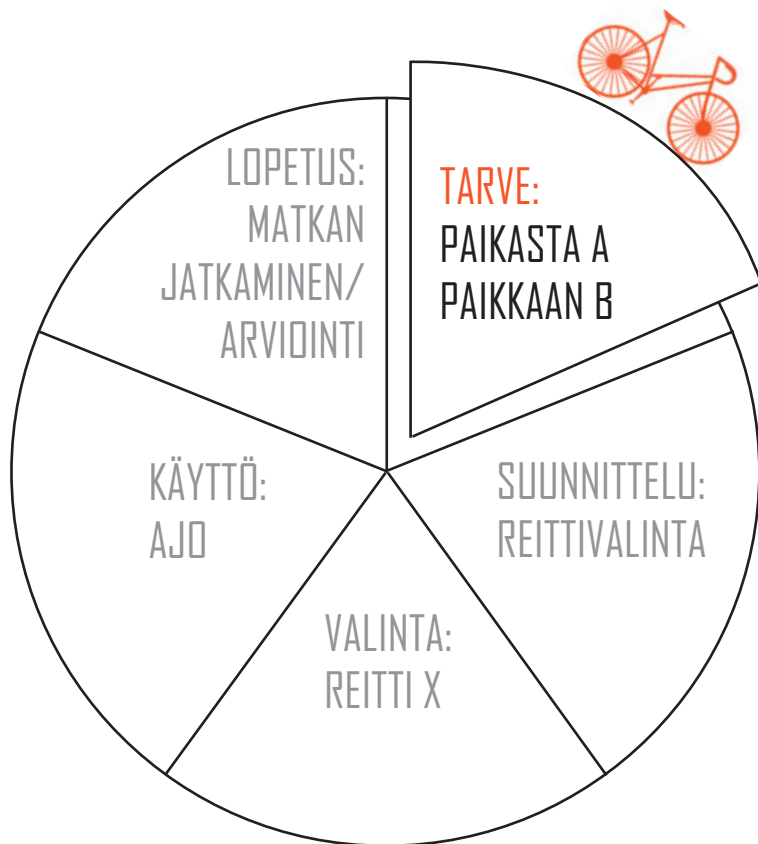 TARVE:
PAIKASTA A
PAIKKAAN B
SUUNNITTELU:
REITTIVALINTA
VALINTA:
REITTI X
KÄYTTÖ:
AJO
LOPETUS:
MATKAN
JATKAMINEN/
ARVIOINTI